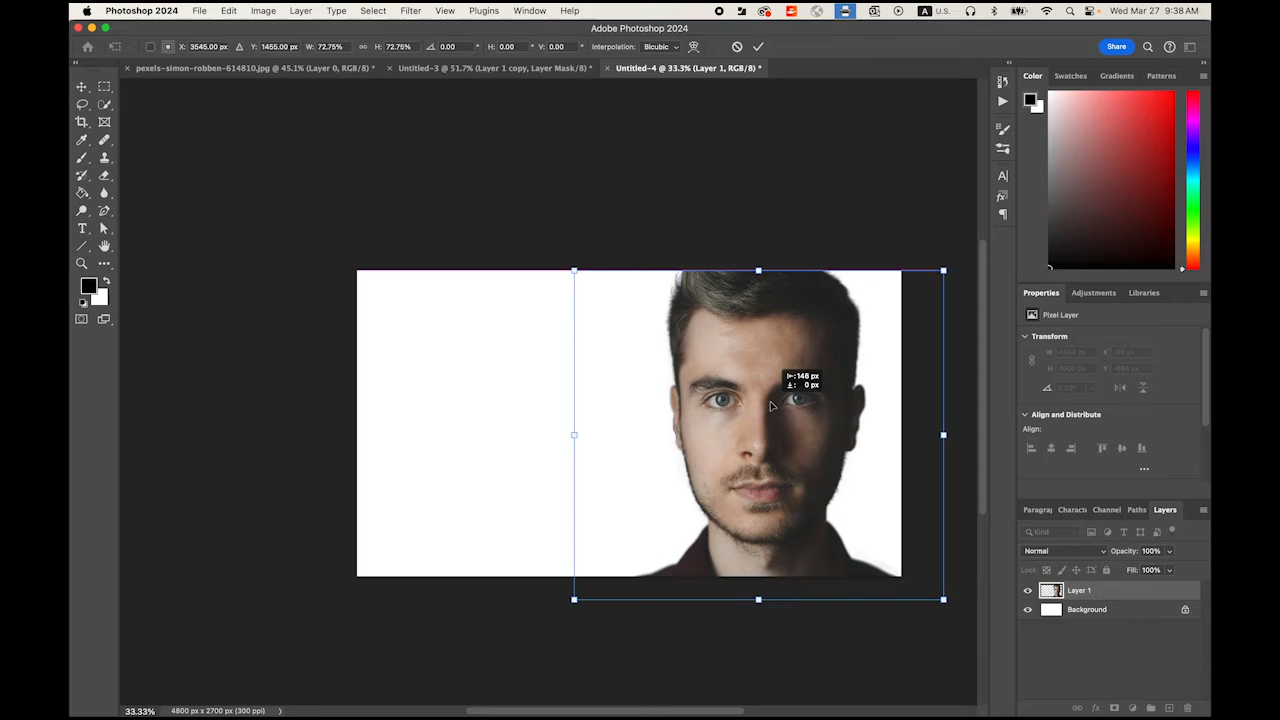 Photoshop 2024 File Edit Image Layer Type Select Filter View Plugins Window Help A U.S. Wed Mar 27 9:38 AM
Adobe Photoshop 2024
X: 3545.00 px Y: 1455.00 px W: 72.75% H: 72.76% 0.00 H: 0.00 V: 0.00 Interpolation: Bicubic Share
pexels-simon-robben-614810.jpg @ 45.1% (Layer 0, RGB/8) * Untitled-3 @ 51.7% (Layer 1 copy, Layer Mask/8) * Untitled-4 @ 33.3% (Layer 1, RGB/8) *
Color Swatches Gradients Patterns
Properties Adjustments Libraries
Pixel Layer
Transform
Align and Distribute
Align:
:146 px
: 0 px
Paragraph Characte Channel Paths Layers
Kind
Normal Opacity: 100%
Lock: Fill: 100%
Layer 1
Background
33.33% 4800 px x 2700 px (300 ppi)